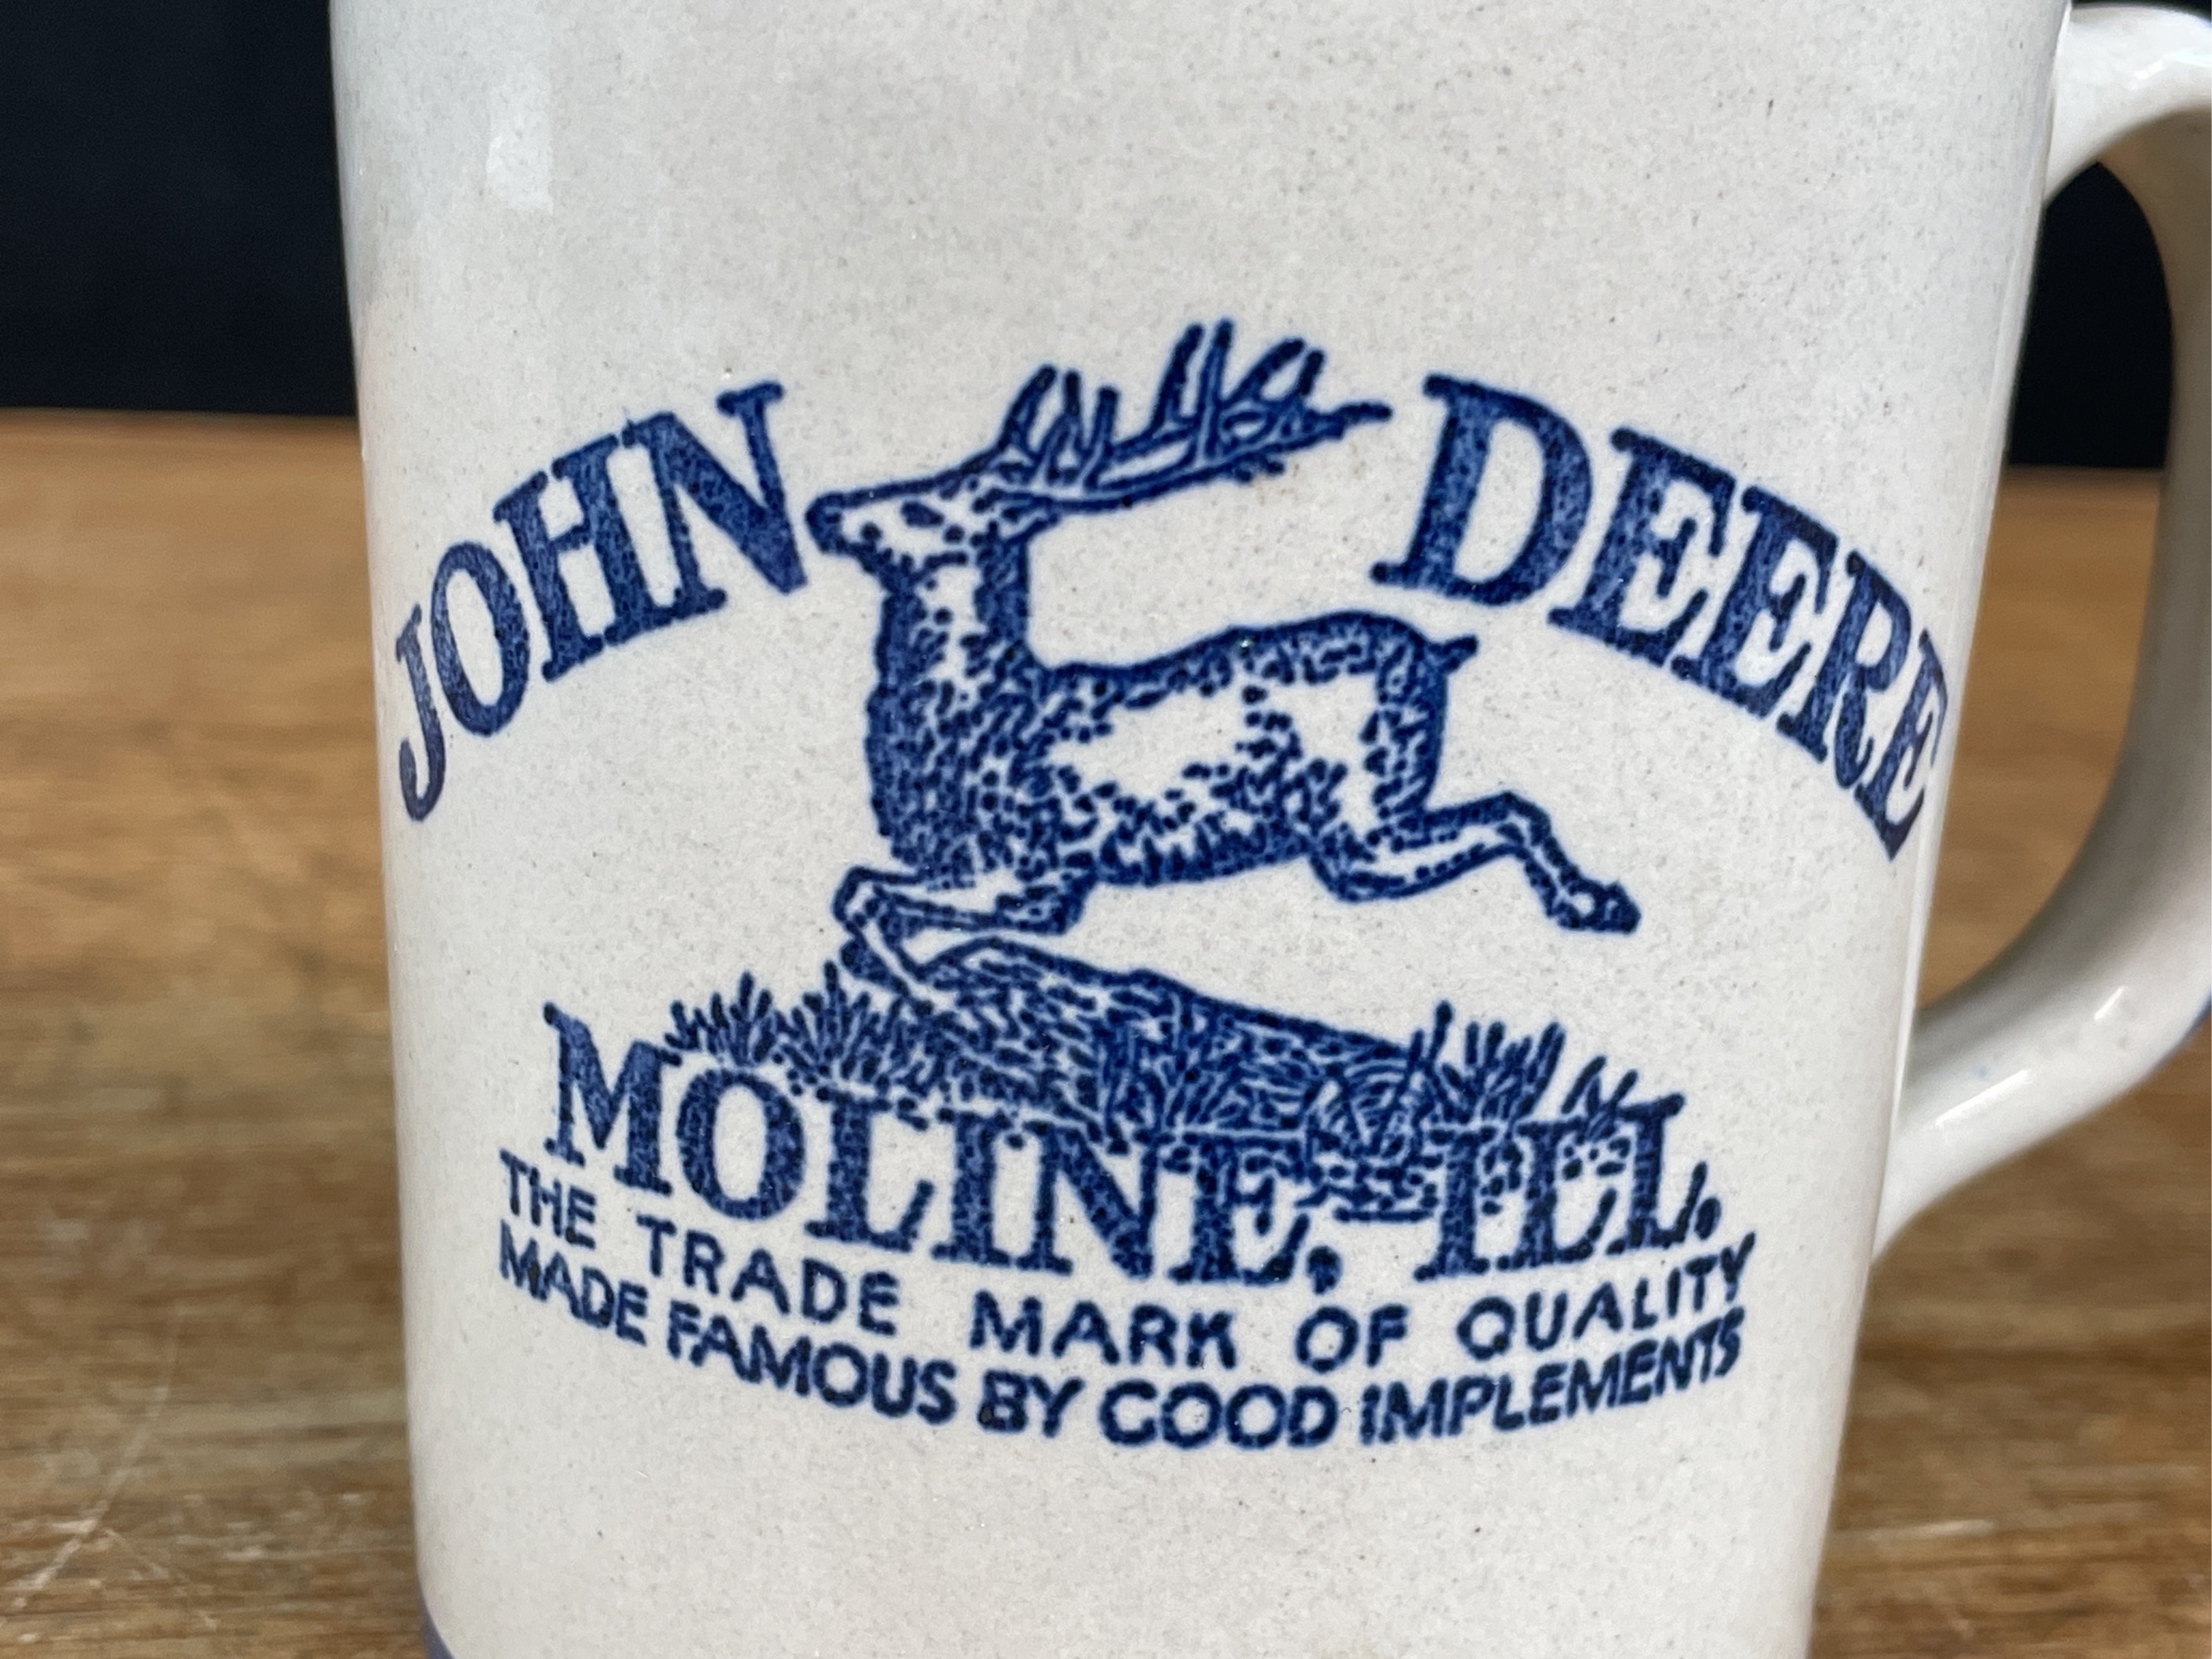 JOHN DEERE
MOLINE, ILL.
THE TRADE MARK OF QUALITY
MADE FAMOUS BY GOOD IMPLEMENTS